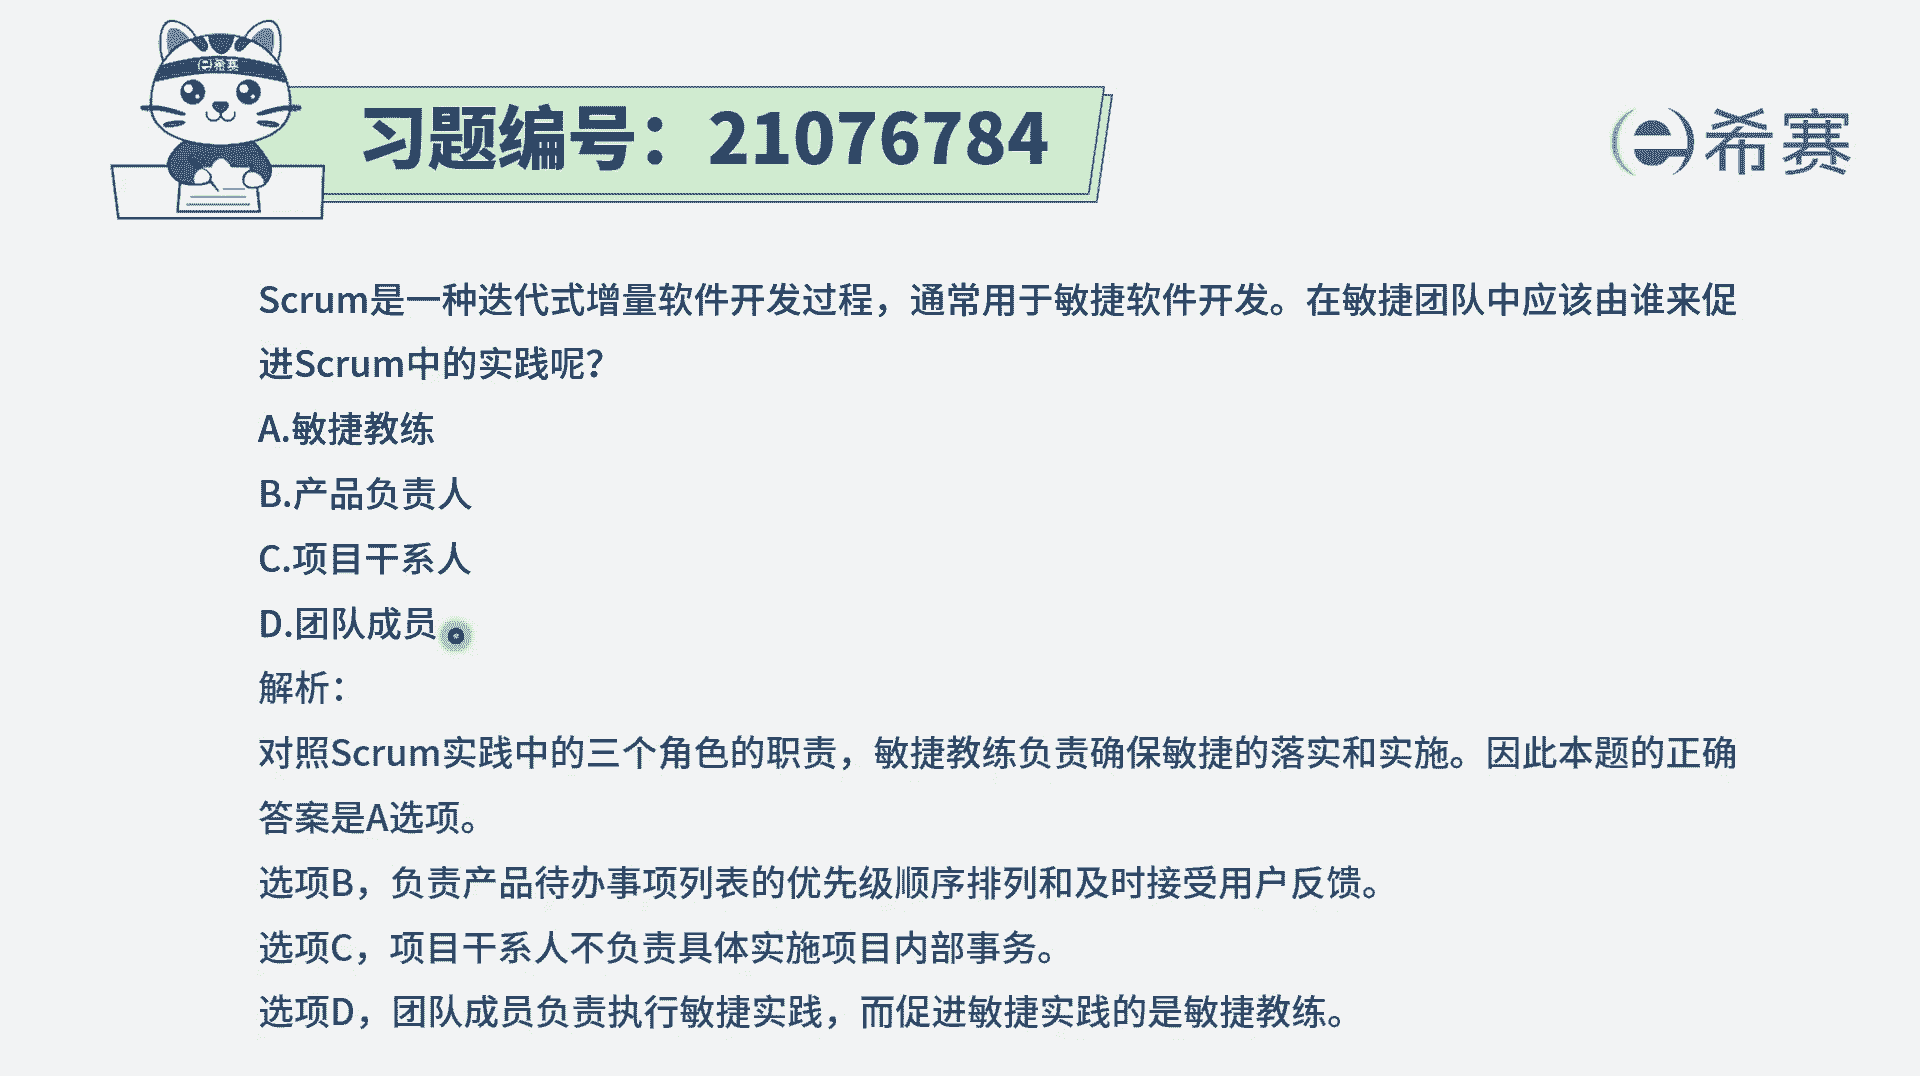 希赛
习题编号：21076784
希赛
Scrum是一种迭代式增量软件开发过程，通常用于敏捷软件开发。在敏捷团队中应该由谁来促
进Scrum中的实践呢？
A.敏捷教练
B.产品负责人
C.项目干系人
D.团队成员
解析：
对照Scrum实践中的三个角色的职责，敏捷教练负责确保敏捷的落实和实施。因此本题的正确
答案是A选项。
选项B，负责产品待办事项列表的优先级顺序排列和及时接受用户反馈。
选项C，项目干系人不负责具体实施项目内部事务。
选项D，团队成员负责执行敏捷实践，而促进敏捷实践的是敏捷教练。